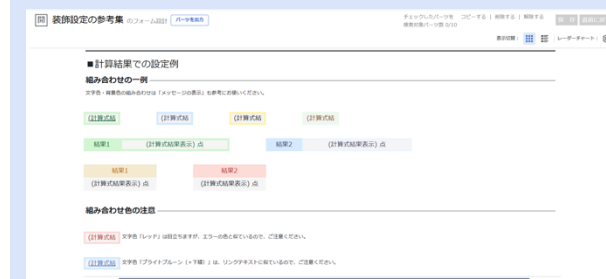 装飾設定の参考集 のフォーム設計 パーツを追加
チェックしたパーツを コピーする | 削除する | 解除する
検索対象パーツ数 0/10
表示切替: レーダーチャート:
■計算結果での設定例
組み合わせの一例
文字色・背景色の組み合わせは「メッセージの表示」も参考にお使いください。
(計算式結 (計算式結 (計算式結 (計算式結
結果1 (計算式結果表示) 点 結果2 (計算式結果表示) 点
結果1 結果2
(計算式結果表示) 点 (計算式結果表示) 点
組み合わせ色の注意
(計算式結 文字色「レッド」は目立ちますが、エラーの色と似ているので、ご注意ください。
(計算式結 文字色「ブライトブルーン(+下線)」は、リンクテキストに似ているので、ご注意ください。